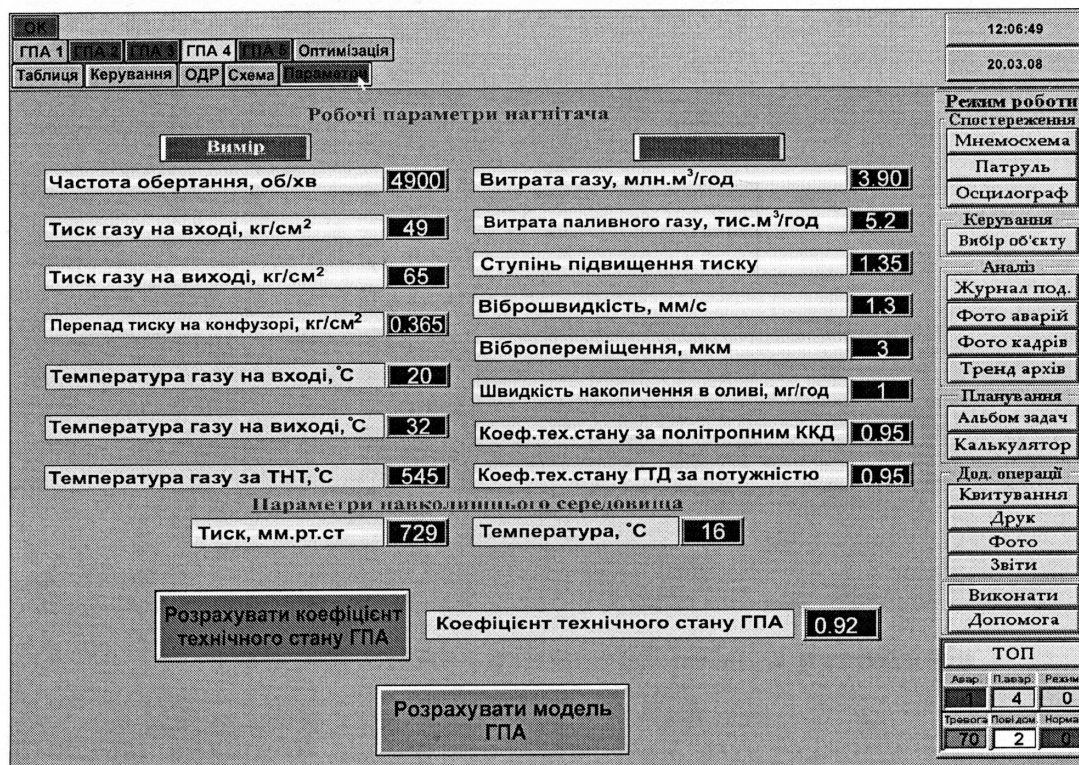 OK
ГПА 1 ГПА 2 ГПА 3 ГПА 4 ГПА 5 Оптимізація
Таблиця Керування ОДР Схема Параметри
12:06:49
20.03.08
Робочі параметри нагнітача
Вимір
Частота обертання, об/хв 4900
Тиск газу на вході, кг/см² 49
Тиск газу на виході, кг/см² 65
Перепад тиску на конфузорі, кг/см² 0.365
Температура газу на вході,°С 20
Температура газу на виході,°С 32
Температура газу за ТНТ,°С 545
Витрата газу, млн.м³/год 3.90
Витрата паливного газу, тис.м³/год 5.2
Ступінь підвищення тиску 1.35
Віброшвидкість, мм/с 1.3
Вібропереміщення, мкм 3
Швидкість накопичення в оливі, мг/год 1
Коеф.тех.стану за політропним ККД 0.95
Коеф.тех.стану ГТД за потужністю 0.95
Параметри навколишнього середовища
Тиск, мм.рт.ст 729 Температура, °С 16
Розрахувати коефіцієнт
технічного стану ГПА
Коефіцієнт технічного стану ГПА 0.92
Розрахувати модель
ГПА
Режим роботи
Спостереження
Мнемосхема
Патруль
Осцилограф
Керування
Вибір об'єкту
Аналіз
Журнал под.
Фото аварій
Фото кадрів
Тренд архів
Планування
Альбом задач
Калькулятор
Дод. операції
Квитування
Друк
Фото
Звіти
Виконати
Допомога
ТОП
Авар. П.авар. Режим
1 4 0
Тревога Повідом. Норма
70 2 0